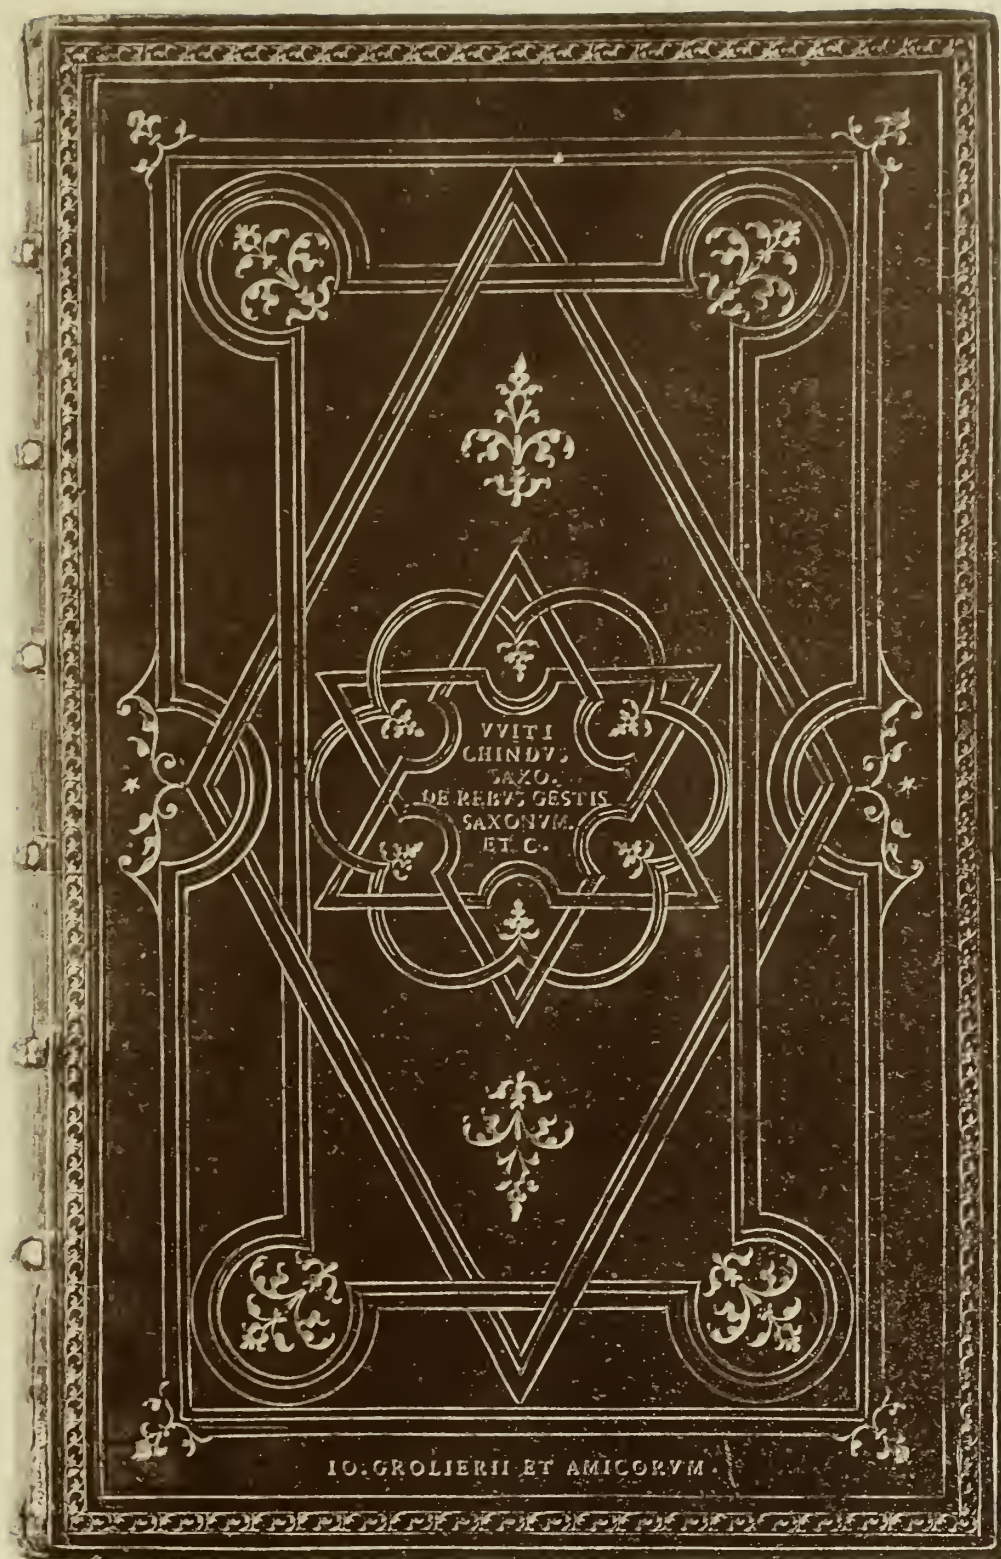 VVITI
CHINDVS
SAXO.
DE REBVS GESTIS
SAXONVM.
ET. C.
IO. GROLIERII ET AMICORVM.